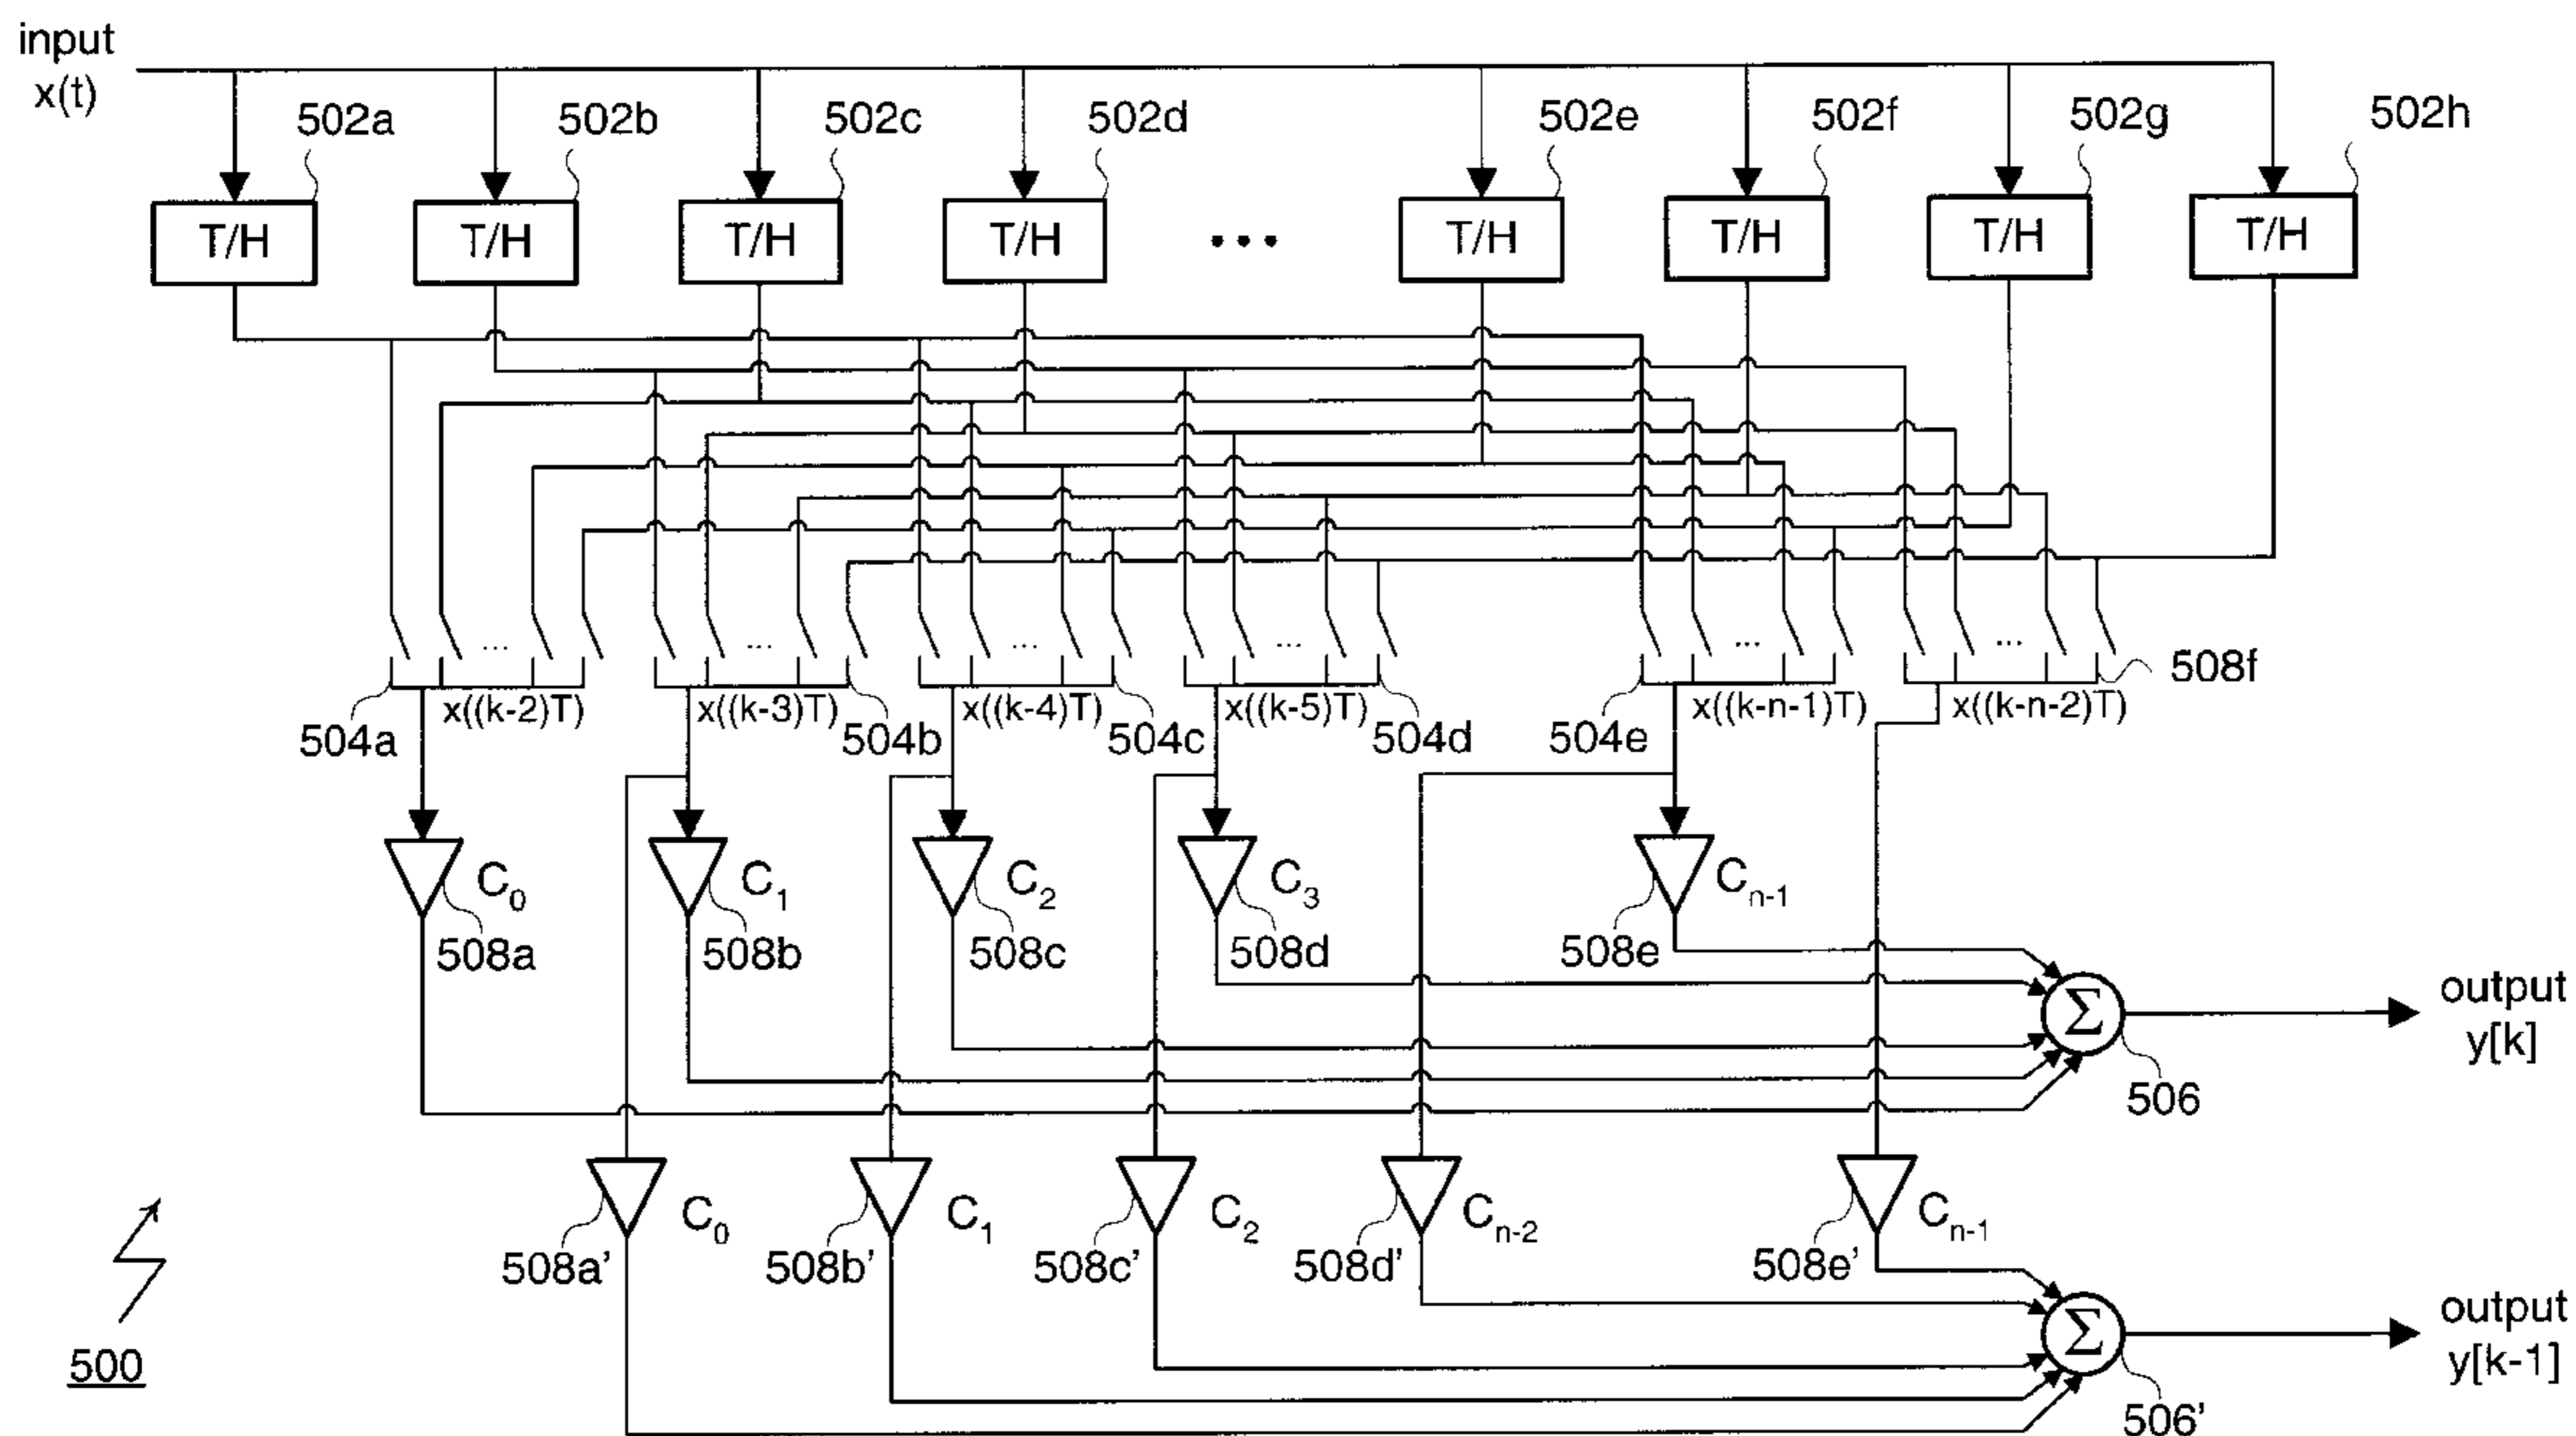 input
x(t)
502a
502b
502c
502d
502e
502f
502g
502h
T/H
T/H
T/H
T/H
•••
T/H
T/H
T/H
T/H
...
...
...
...
...
...
508f
x((k-2)T)
x((k-3)T)
x((k-4)T)
x((k-5)T)
x((k-n-1)T)
x((k-n-2)T)
504a
504b
504c
504d
504e
C0
C1
C2
C3
Cn-1
508a
508b
508c
508d
508e
Σ
output
y[k]
506
C0
C1
C2
Cn-2
Cn-1
508a'
508b'
508c'
508d'
508e'
Σ
output
y[k-1]
506'
500